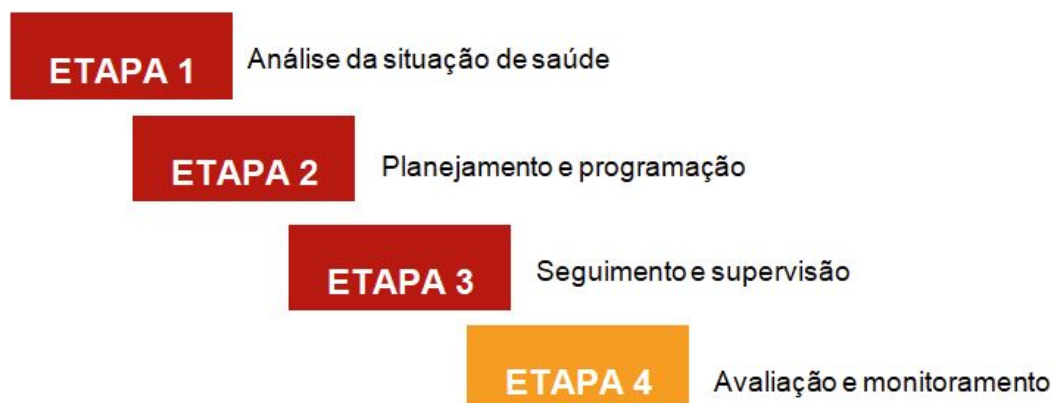 ETAPA 1 Análise da situação de saúde
ETAPA 2 Planejamento e programação
ETAPA 3 Seguimento e supervisão
ETAPA 4 Avaliação e monitoramento